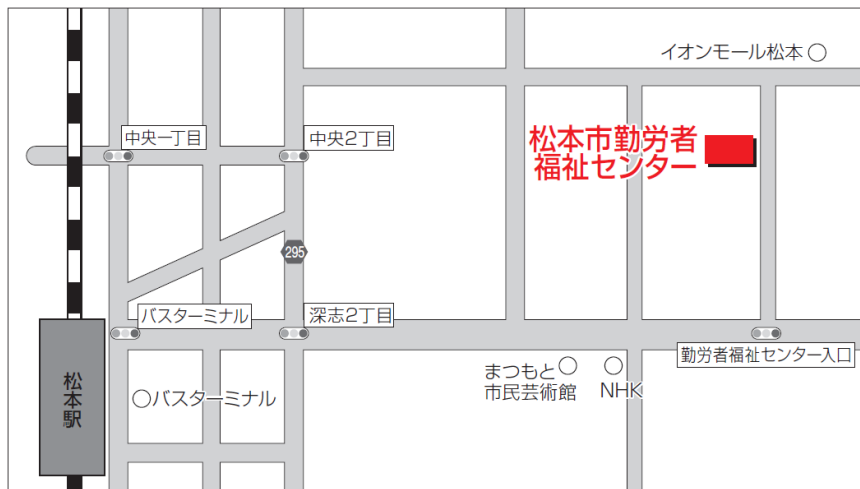 イオンモール松本
中央一丁目
中央2丁目
松本市勤労者
福祉センター
295
バスターミナル
深志2丁目
勤労者福祉センター入口
まつもと
市民芸術館
NHK
松本駅
バスターミナル